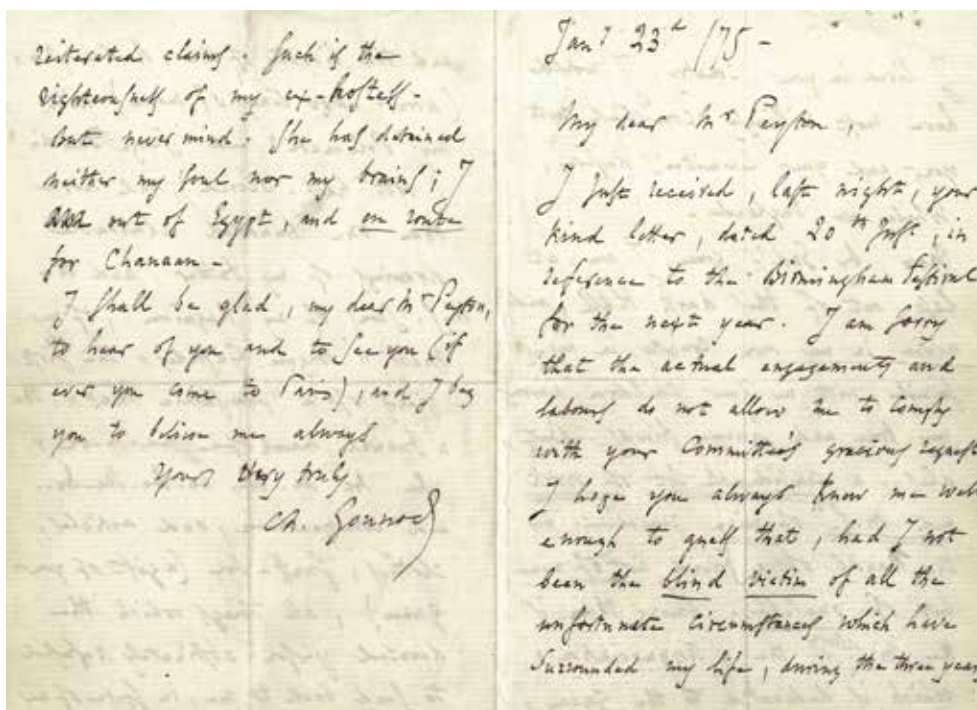 Jany 23d /75 -
My dear Mr Peyton,
I just received, last night, your
kind letter, dated 20th Inst, in
reference to the Birmingham Festival
for the next year. I am sorry
that the actual engagements and
labours do not allow me to comply
with your Committee's gracious request.
I hope you always know me well
enough to guess that, had I not
been the blind victim of all the
unfortunate circumstances which have
surrounded my life, during the three years
reiterated claims. Such is the
righteousness of my ex-hostess-
But never mind. She has detained
neither my soul nor my brains; I
am out of Egypt, and en route
for Chanaan -
I shall be glad, my dear Mr Peyton,
to hear of you and to see you (if
ever you come to Paris); and I beg
you to believe me always
Yours very truly
Ch. Gounod